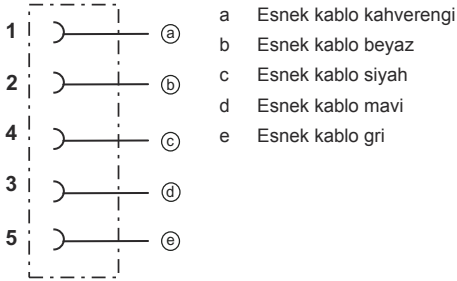 1 ⓐ
2 ⓑ
4 ⓒ
3 ⓓ
5 ⓔ
a Esnek kablo kahverengi
b Esnek kablo beyaz
c Esnek kablo siyah
d Esnek kablo mavi
e Esnek kablo gri